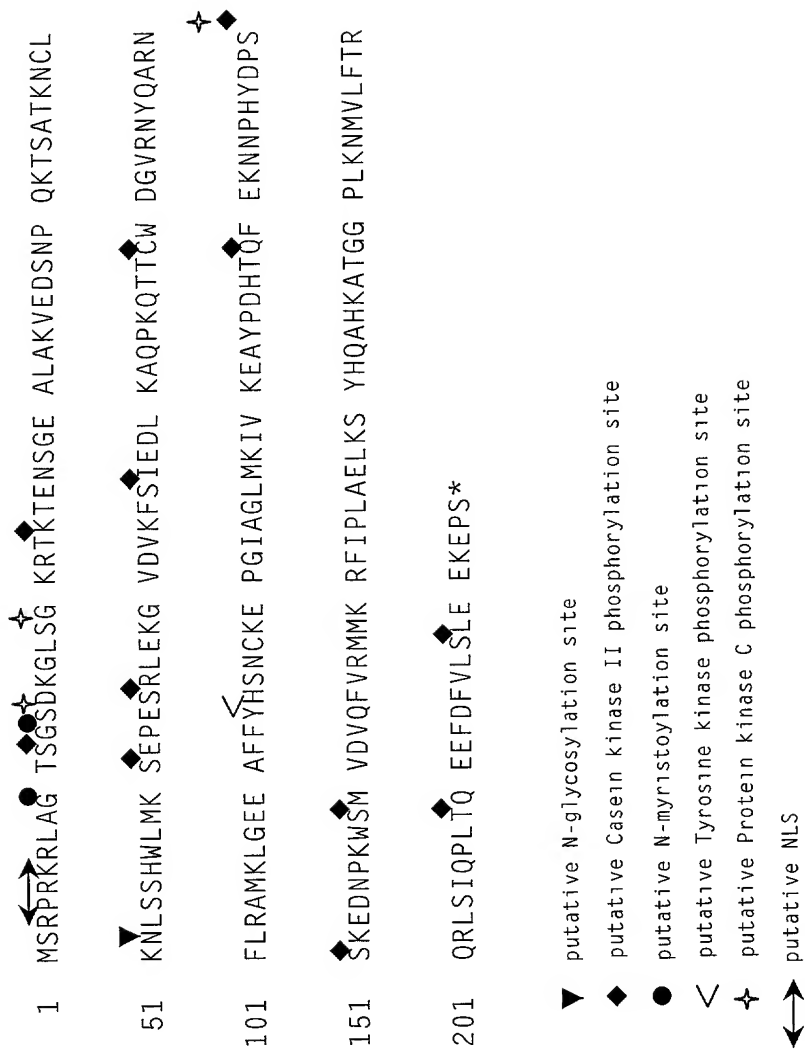 1 MSRPRKRLAG TSGSDKGLSG KRTKTENSGE ALAKVEDSNP QKTSATKNCL
51 KNLSSHWLMK SEPESRLEKG VDVKFSIEDL KAQPKQTTCW DGVRNYQARN
101 FLRAMKLGEE AFFYHSNCKE PGIAGLMKIV KEAYPDHTQF EKNNPHYDPS
151 SKEDNPKWSM VDVQFVRMMK RFIPLAELKS YHQAHKATGG PLKNMVLFTR
201 QRLSIQPLTQ EEFDFVLSLE EKEPS*
putative N-glycosylation site
putative Casein kinase II phosphorylation site
putative N-myristoylation site
putative Tyrosine kinase phosphorylation site
putative Protein C phosphorylation site
putative NLS